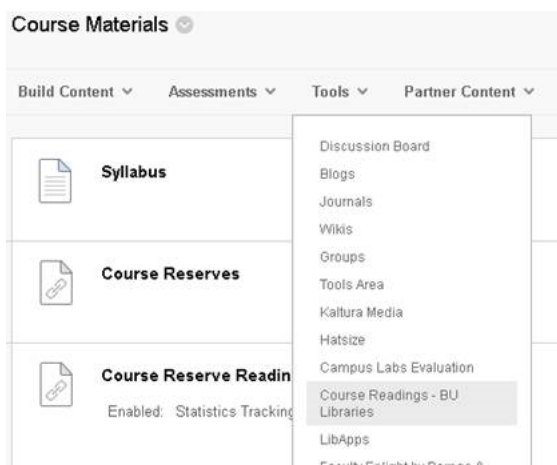 Course Materials
Build Content Assessments Tools Partner Content
Discussion Board
Syllabus
Blogs
Journals
Wikis
Groups
Course Reserves
Tools Area
Kaltura Media
Hatsize
Campus Labs Evaluation
Course Reserve Readin
Course Readings - BU
Libraries
Enabled: Statistics Tracking
LibApps